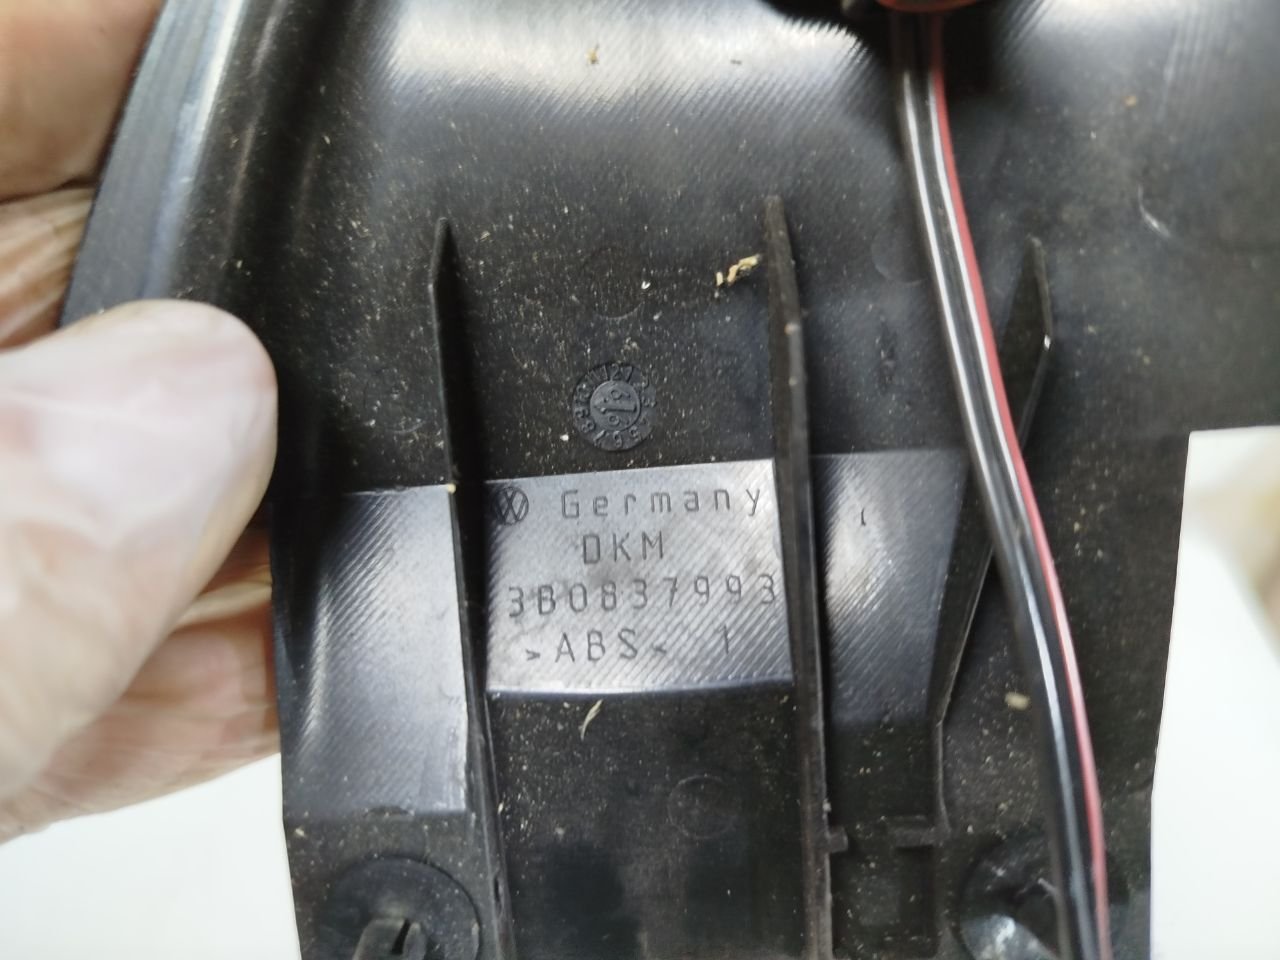 Germany
DKM
3B0837993
>ABS< 1